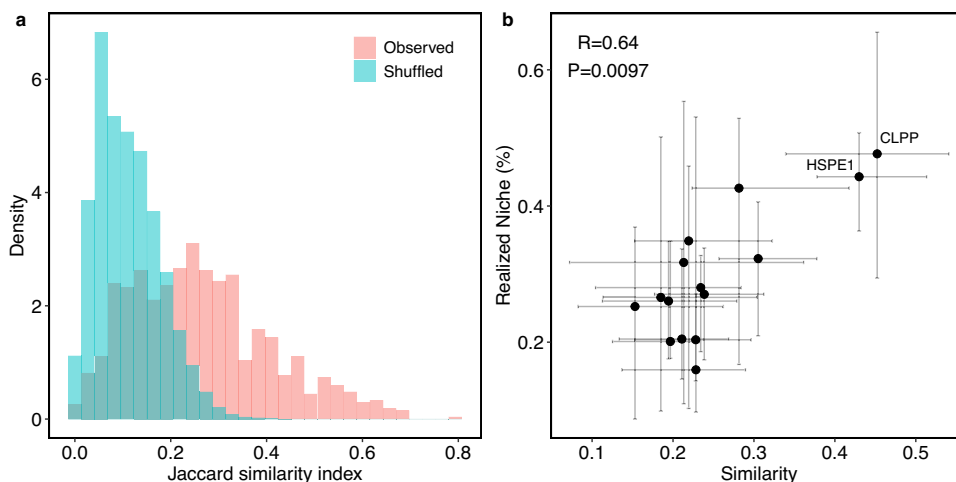 a
Observed
Shuffled
Density
6
4
2
0
0.0 0.2 0.4 0.6 0.8
Jaccard similarity index
b
R=0.64
P=0.0097
CLPP
HSPE1
Realized Niche (%)
0.6
0.4
0.2
0.1 0.2 0.3 0.4 0.5
Similarity